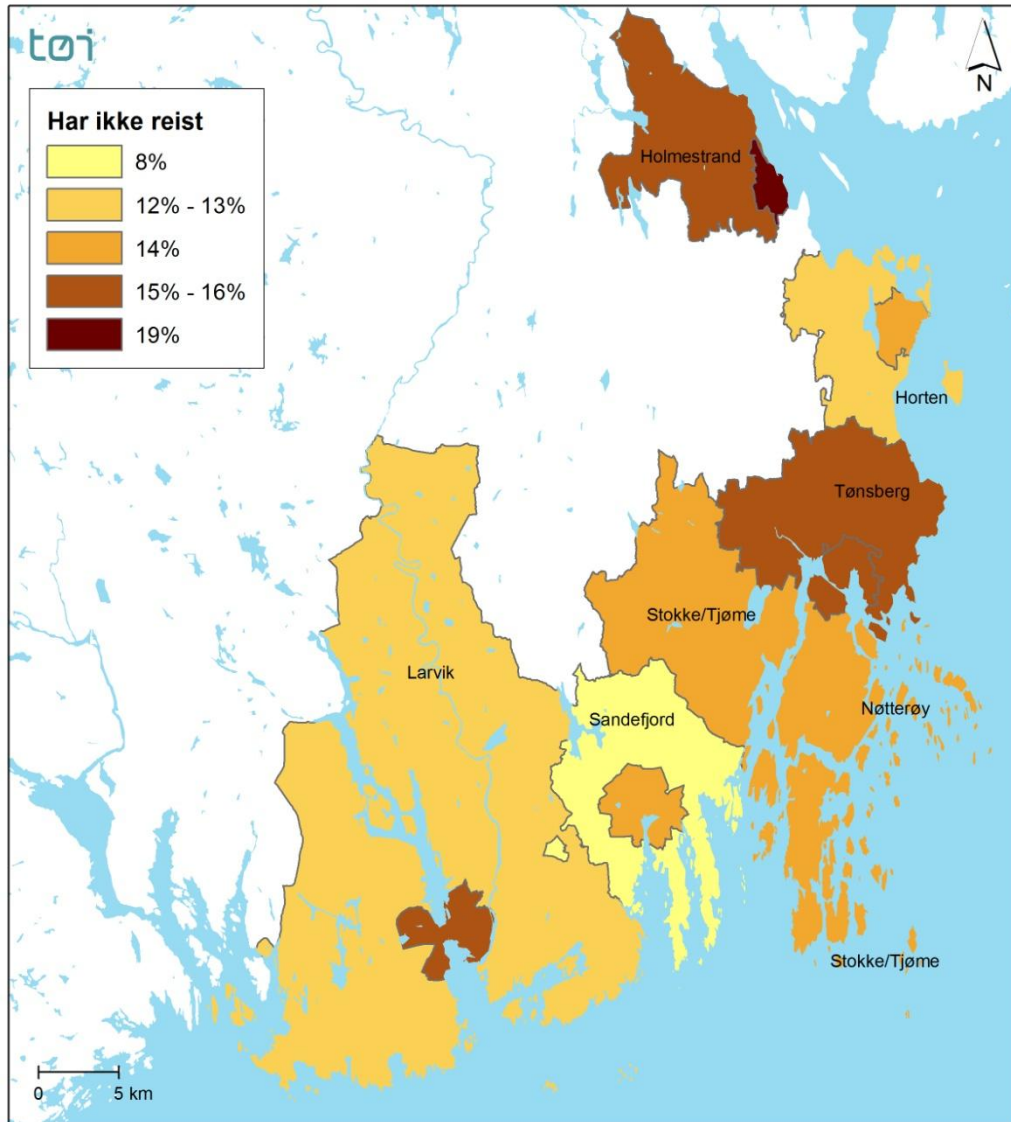 tøi
N
Har ikke reist
8%
12% - 13%
14%
15% - 16%
19%
Holmestrand
Horten
Tønsberg
Stokke/Tjøme
Larvik
Nøtterøy
Sandefjord
Stokke/Tjøme
0 5 km